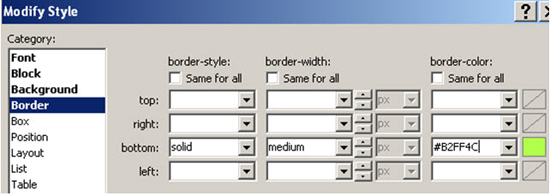 Modify Style
Category:
Font
Block
Background
Border
Box
Position
Layout
List
Table
border-style: border-width: border-color:
Same for all Same for all Same for all
top: px
right: px
bottom: solid medium px #B2FF4C
left: px